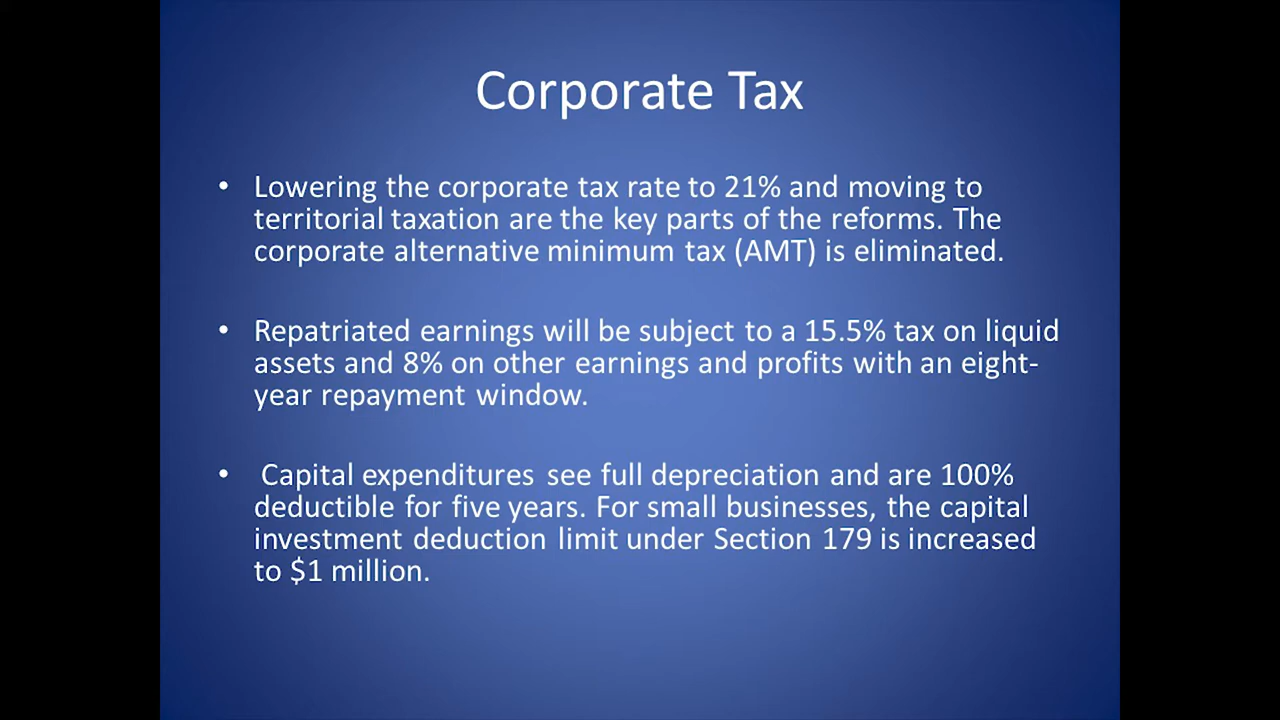 Corporate Tax
• Lowering the corporate tax rate to 21% and moving to
territorial taxation are the key parts of the reforms. The
corporate alternative minimum tax (AMT) is eliminated.
• Repatriated earnings will be subject to a 15.5% tax on liquid
assets and 8% on other earnings and profits with an eight-
year repayment window.
• Capital expenditures see full depreciation and are 100%
deductible for five years. For small businesses, the capital
investment deduction limit under Section 179 is increased
to $1 million.